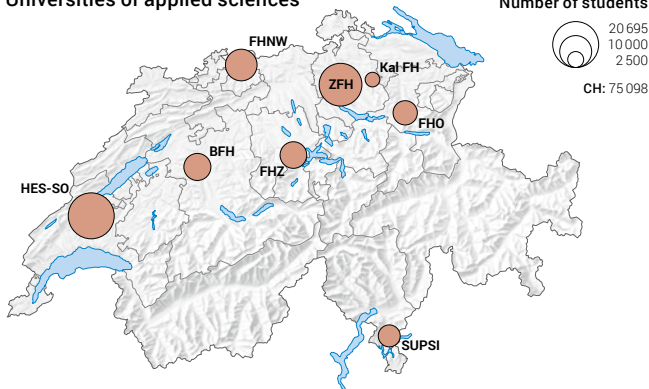 Universities of applied sciences
Number of students
20 695
10 000
2 500
CH: 75 098
FHNW
ZFH
Kal FH
FHO
BFH
FHZ
HES-SO
SUPSI